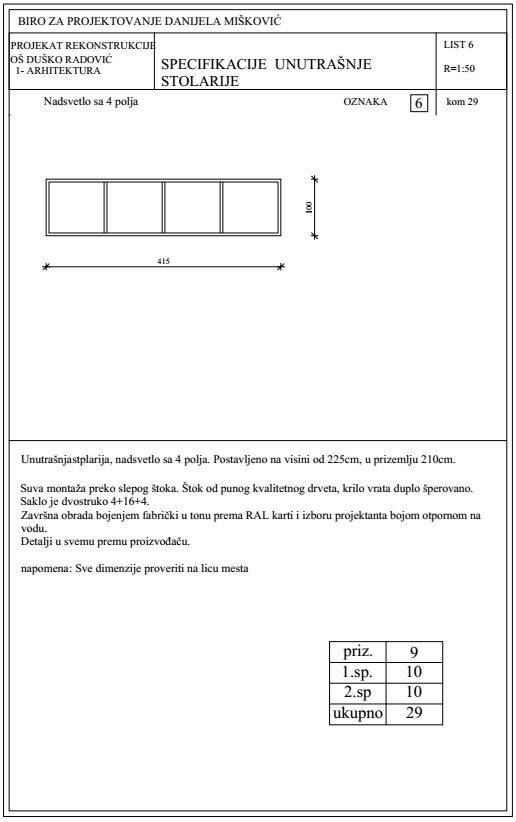 BIRO ZA PROJEKTOVANJE DANIJELA MIŠKOVIĆ
PROJEKAT REKONSTRUKCIJE
OŠ DUŠKO RADOVIĆ
1- ARHITEKTURA
SPECIFIKACIJE UNUTRAŠNJE
STOLARIJE
LIST 6
R=1:50
Nadsvetlo sa 4 polja
OZNAKA 6
kom 29
100
415
Unutrašnjastplarija, nadsvetlo sa 4 polja. Postavljeno na visini od 225cm, u prizemlju 210cm.
Suva montaža preko slepog štoka. Štok od punog kvalitetnog drveta, krilo vrata duplo šperovano.
Saklo je dvostruko 4+16+4.
Završna obrada bojenjem fabrički u tonu prema RAL karti i izboru projektanta bojom otpornom na
vodu.
Detalji u svemu premu proizvođaču.
napomena: Sve dimenzije proveriti na licu mesta
priz. 9
1.sp. 10
2.sp 10
ukupno 29